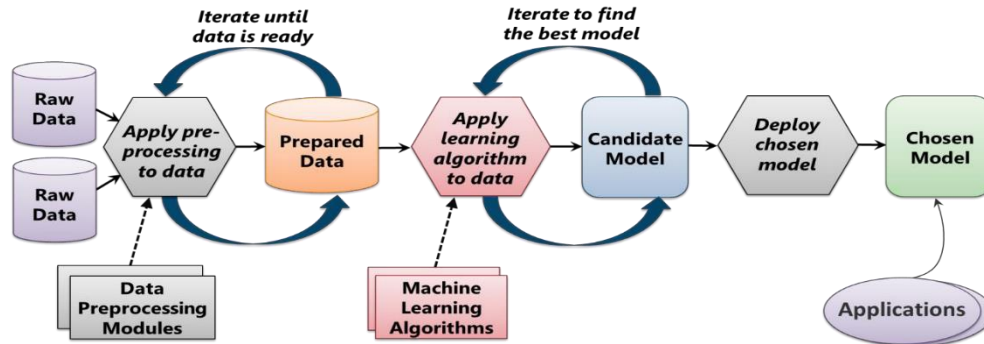 Iterate until
data is ready
Iterate to find
the best model
Raw
Data
Raw
Data
Apply pre-
processing
to data
Prepared
Data
Apply
learning
algorithm
to data
Candidate
Model
Deploy
chosen
model
Chosen
Model
Data
Preprocessing
Modules
Machine
Learning
Algorithms
Applications